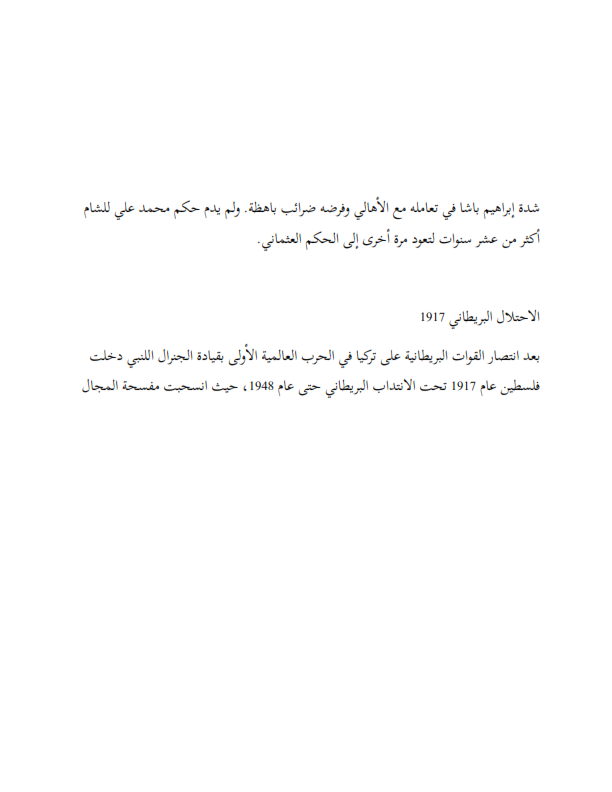 شدة إبراهيم باشا في تعامله مع الأهالي وفرضه ضرائب باهظة. ولم يدم حكم محمد علي للشام
أكثر من عشر سنوات لتعود مرة أخرى إلى الحكم العثماني.
الاحتلال البريطاني 1917
بعد انتصار القوات البريطانية على تركيا في الحرب العالمية الأولى بقيادة الجنرال اللنبي دخلت
فلسطين عام 1917 تحت الانتداب البريطاني حتى عام 1948، حيث انسحبت مفسحة المجال